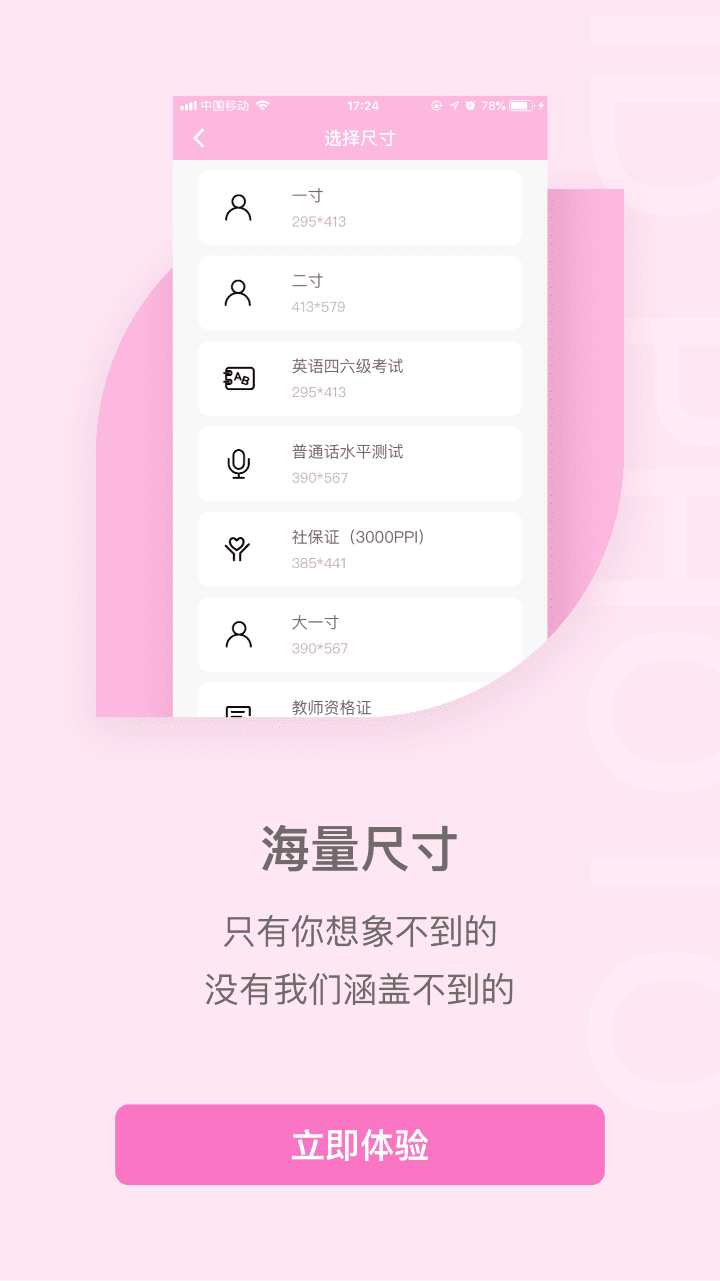 中国移动 17:24 78%
选择尺寸
一寸
295*413
二寸
413*579
英语四六级考试
295*413
普通话水平测试
390*567
社保证（3000PPI）
385*441
大一寸
390*567
教师资格证
海量尺寸
只有你想象不到的
没有我们涵盖不到的
立即体验